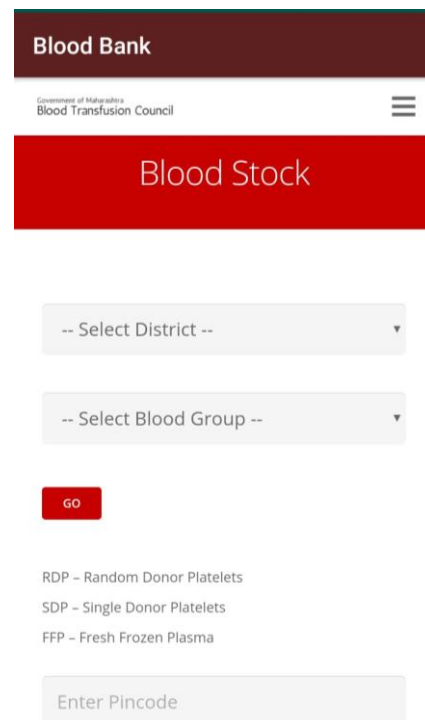 Blood Bank
Government of Maharashtra
Blood Transfusion Council
Blood Stock
-- Select District --
-- Select Blood Group --
GO
RDP – Random Donor Platelets
SDP – Single Donor Platelets
FFP – Fresh Frozen Plasma
Enter Pincode